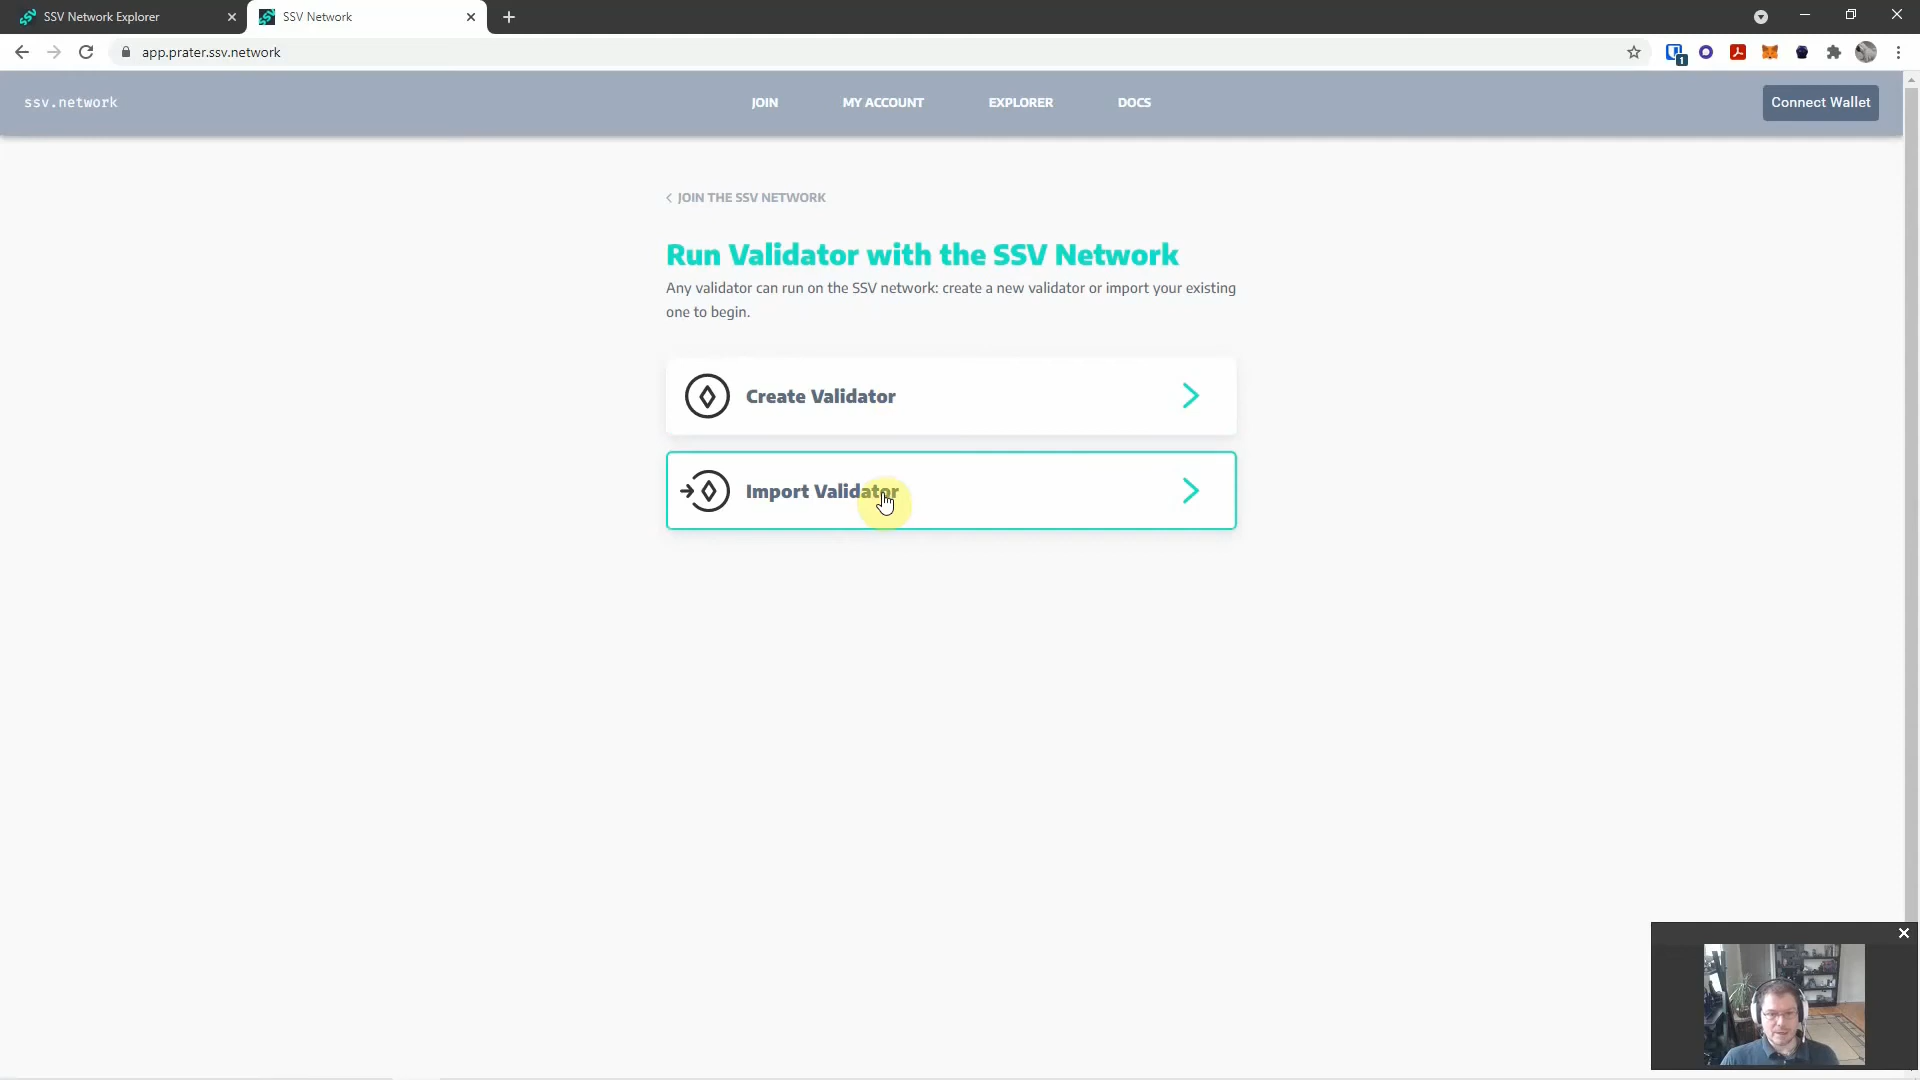 SSV Network Explorer
SSV Network
app.prater.ssv.network
1
ssv.network
JOIN
MY ACCOUNT
EXPLORER
DOCS
Connect Wallet
JOIN THE SSV NETWORK
Run Validator with the SSV Network
Any validator can run on the SSV network: create a new validator or import your existing
one to begin.
Create Validator
Import Validator